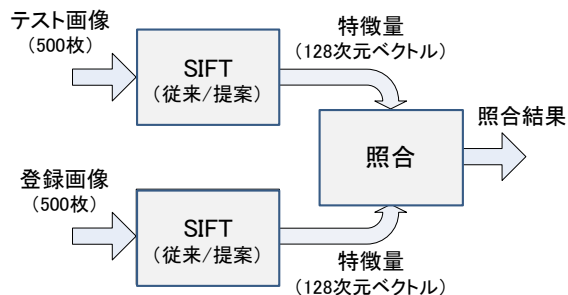 テスト画像
(500枚)
SIFT
(従来/提案)
特徴量
(128次元ベクトル)
照合
照合結果
登録画像
(500枚)
SIFT
(従来/提案)
特徴量
(128次元ベクトル)